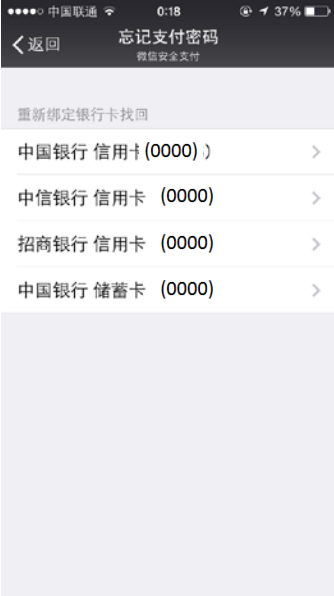 中国联通 0:18 37%
返回 忘记支付密码
微信安全支付
重新绑定银行卡找回
中国银行 信用卡 (0000)
中信银行 信用卡 (0000)
招商银行 信用卡 (0000)
中国银行 储蓄卡 (0000)